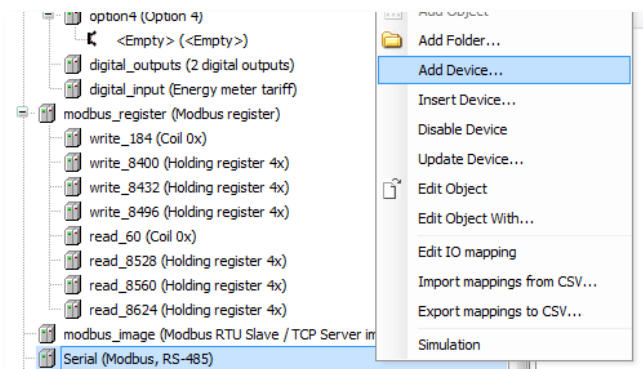 option4 (Option 4)
<Empty> (<Empty>)
digital_outputs (2 digital outputs)
digital_input (Energy meter tariff)
modbus_register (Modbus register)
write_184 (Coil 0x)
write_8400 (Holding register 4x)
write_8432 (Holding register 4x)
write_8496 (Holding register 4x)
read_60 (Coil 0x)
read_8528 (Holding register 4x)
read_8560 (Holding register 4x)
read_8624 (Holding register 4x)
modbus_image (Modbus RTU Slave / TCP Server im
Serial (Modbus, RS-485)
Add Object
Add Folder...
Add Device...
Insert Device...
Disable Device
Update Device...
Edit Object
Edit Object With...
Edit IO mapping
Import mappings from CSV...
Export mappings to CSV...
Simulation